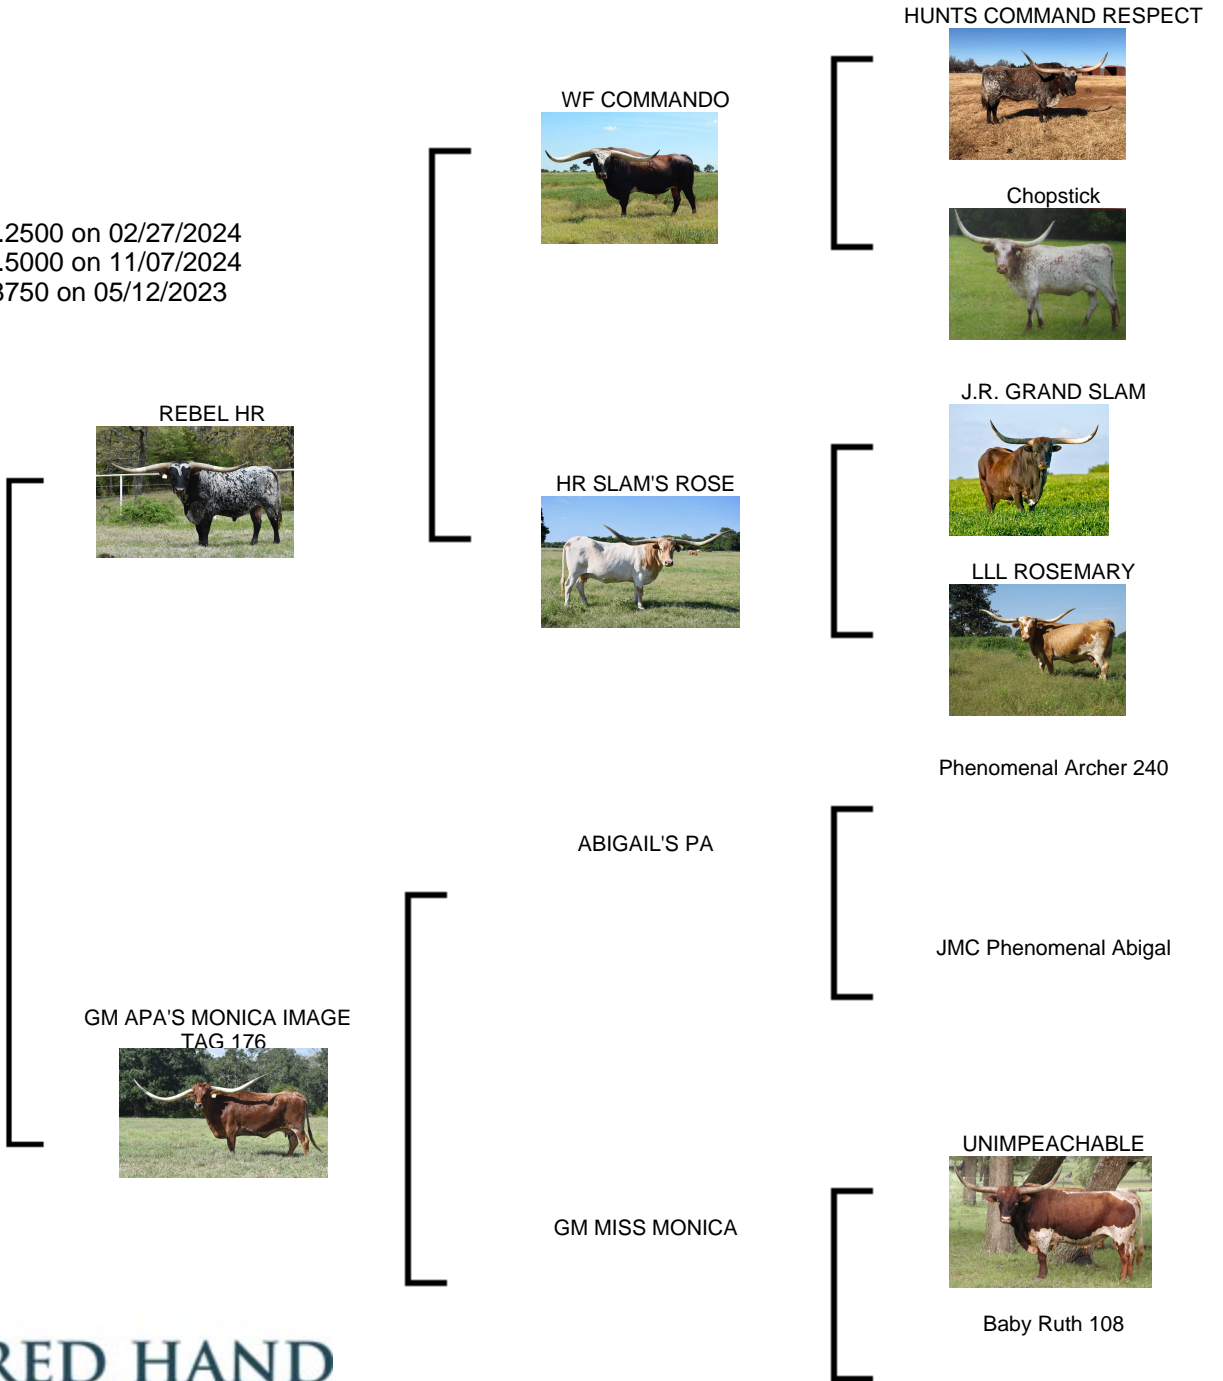 HUNTS COMMAND RESPECT
WF COMMANDO
Chopstick
.2500 on 02/27/2024
.5000 on 11/07/2024
3750 on 05/12/2023
J.R. GRAND SLAM
REBEL HR
HR SLAM'S ROSE
LLL ROSEMARY
Phenomenal Archer 240
ABIGAIL'S PA
JMC Phenomenal Abigal
GM APA'S MONICA IMAGE
TAG 176
UNIMPEACHABLE
GM MISS MONICA
Baby Ruth 108
RED HAND